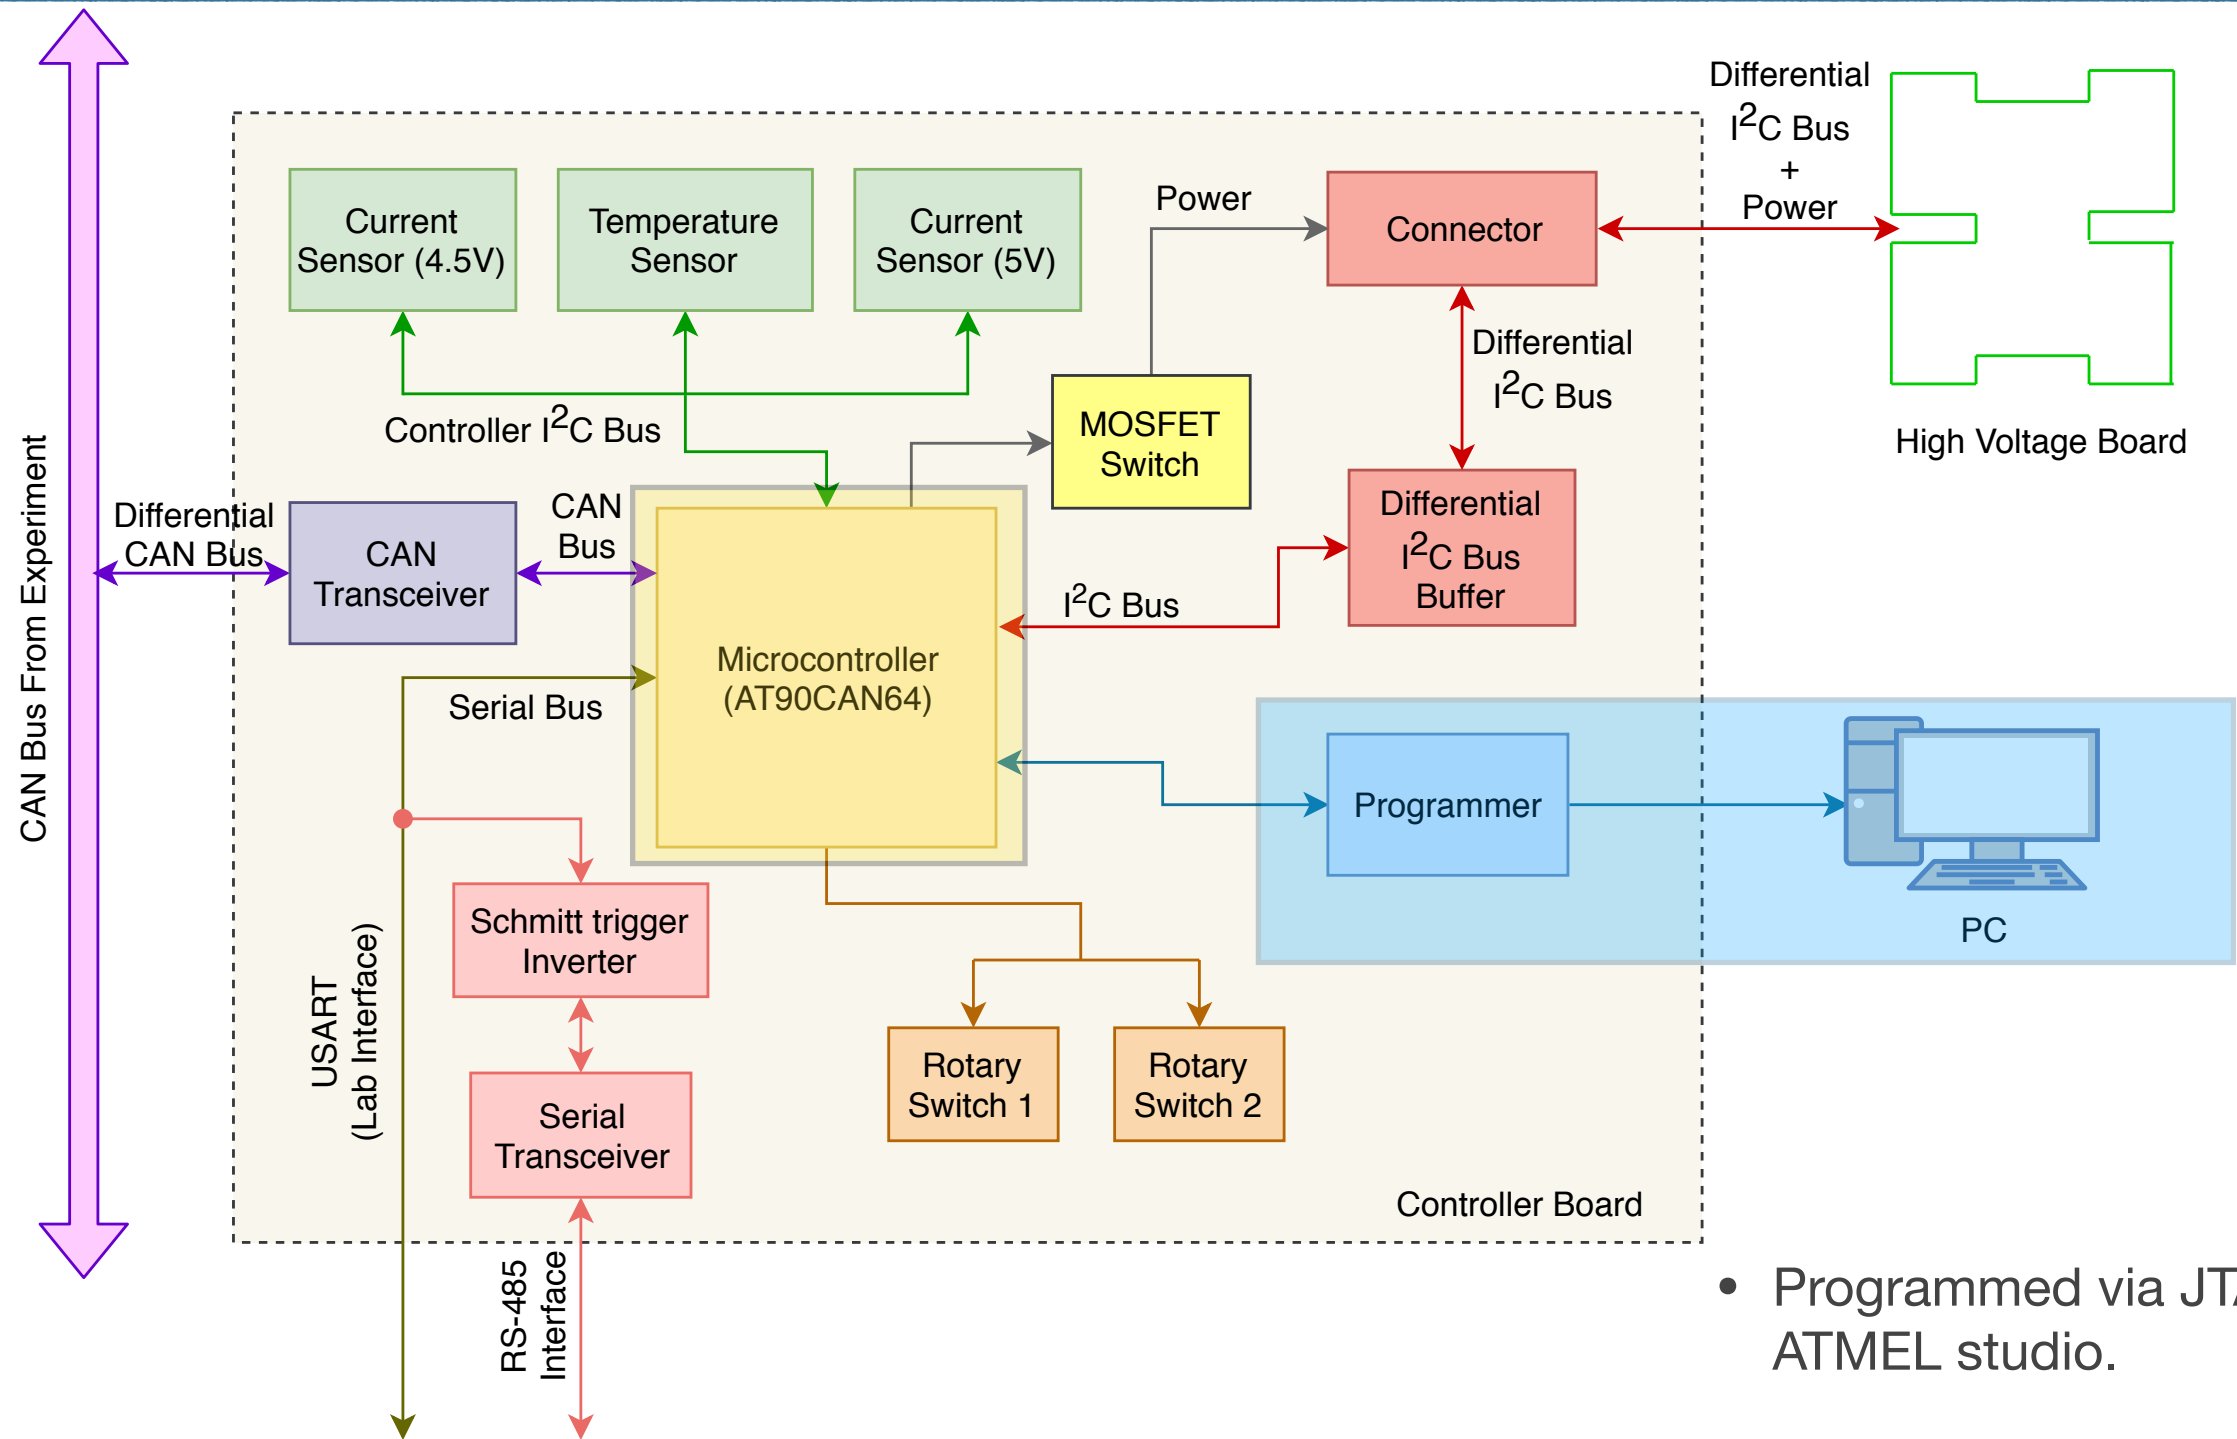 CAN Bus From Experiment
Differential
CAN Bus
Current
Sensor (4.5V)
Temperature
Sensor
Current
Sensor (5V)
Controller I²C Bus
CAN
Transceiver
CAN
Bus
Serial Bus
Microcontroller
(AT90CAN64)
Power
MOSFET
Switch
Connector
Differential
I²C Bus
+
Power
High Voltage Board
Differential
I²C Bus
Differential
I²C Bus
Buffer
I²C Bus
Programmer
PC
Schmitt trigger
Inverter
Serial
Transceiver
USART
(Lab Interface)
RS-485
Interface
Rotary
Switch 1
Rotary
Switch 2
Controller Board
• Programmed via
ATMEL studio.